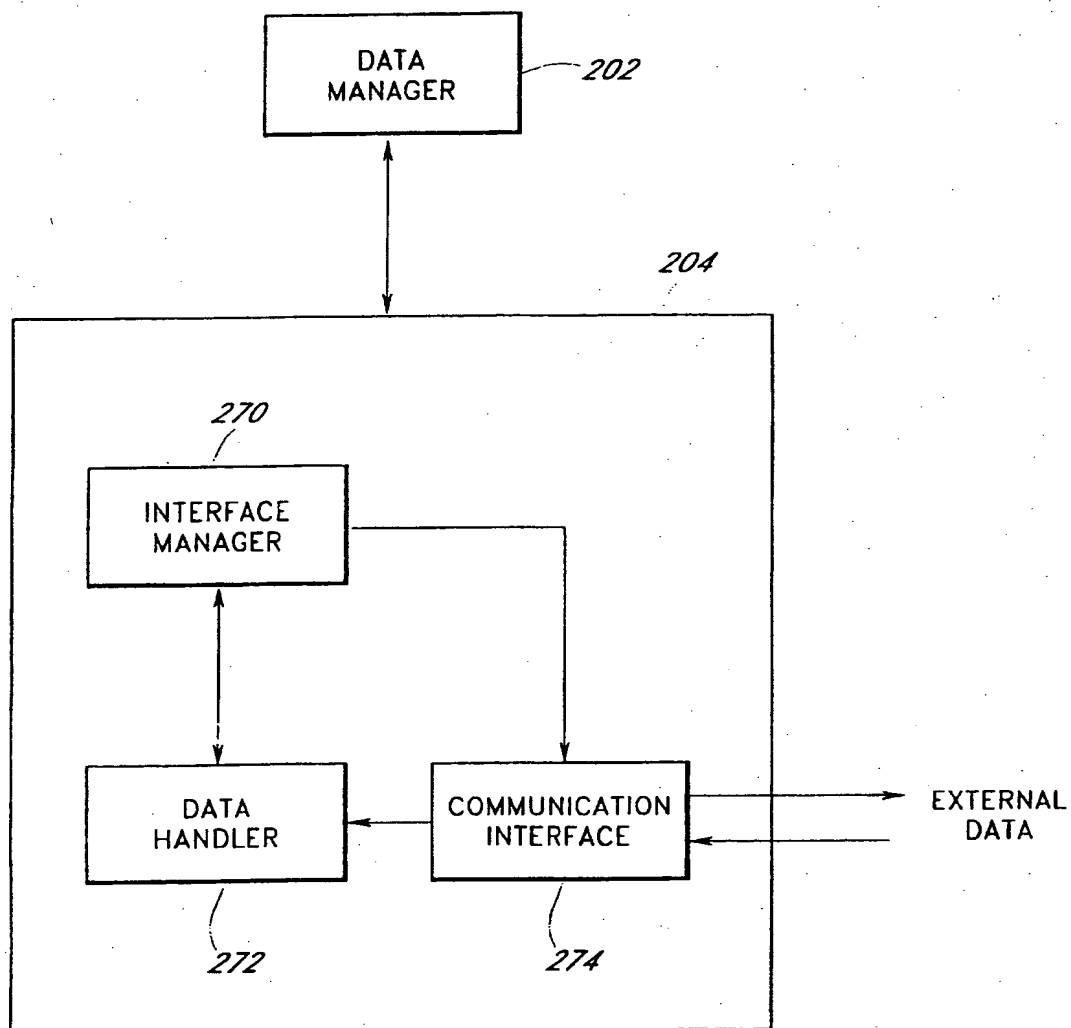 DATA
MANAGER
202
204
270
INTERFACE
MANAGER
DATA
HANDLER
COMMUNICATION
INTERFACE
EXTERNAL
DATA
272
274